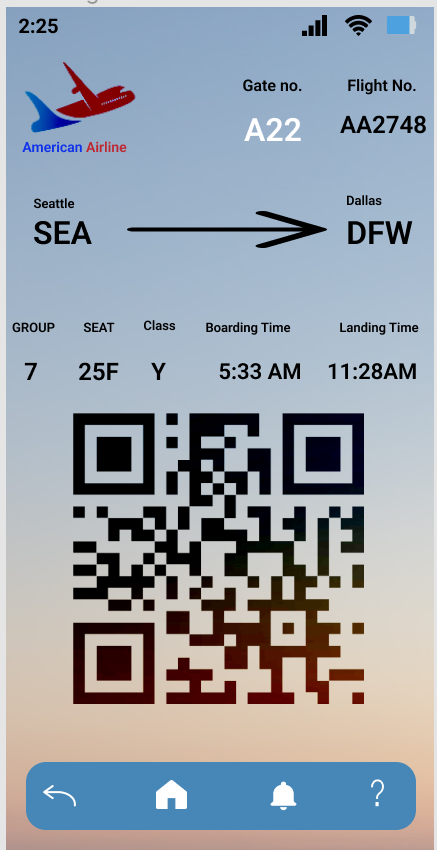 2:25
Gate no. Flight No.
A22 AA2748
American Airline
Seattle Dallas
SEA DFW
GROUP SEAT Class Boarding Time Landing Time
7 25F Y 5:33 AM 11:28AM
?